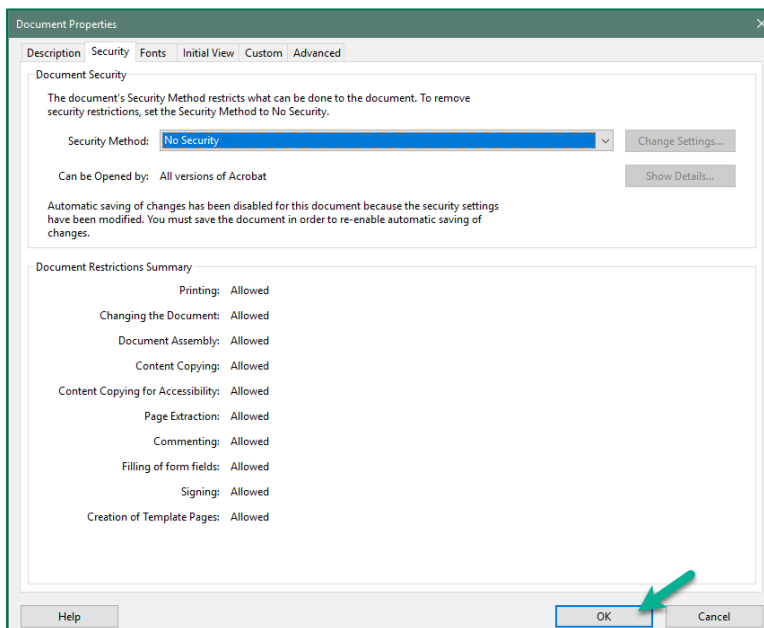 Document Properties
Description Security Fonts Initial View Custom Advanced
Document Security
The document's Security Method restricts what can be done to the document. To remove
security restrictions, set the Security Method to No Security.
Security Method: No Security Change Settings...
Can be Opened by: All versions of Acrobat Show Details...
Automatic saving of changes has been disabled for this document because the security settings
have been modified. You must save the document in order to re-enable automatic saving of
changes.
Document Restrictions Summary
Printing: Allowed
Changing the Document: Allowed
Document Assembly: Allowed
Content Copying: Allowed
Content Copying for Accessibility: Allowed
Page Extraction: Allowed
Commenting: Allowed
Filling of form fields: Allowed
Signing: Allowed
Creation of Template Pages: Allowed
Help OK Cancel